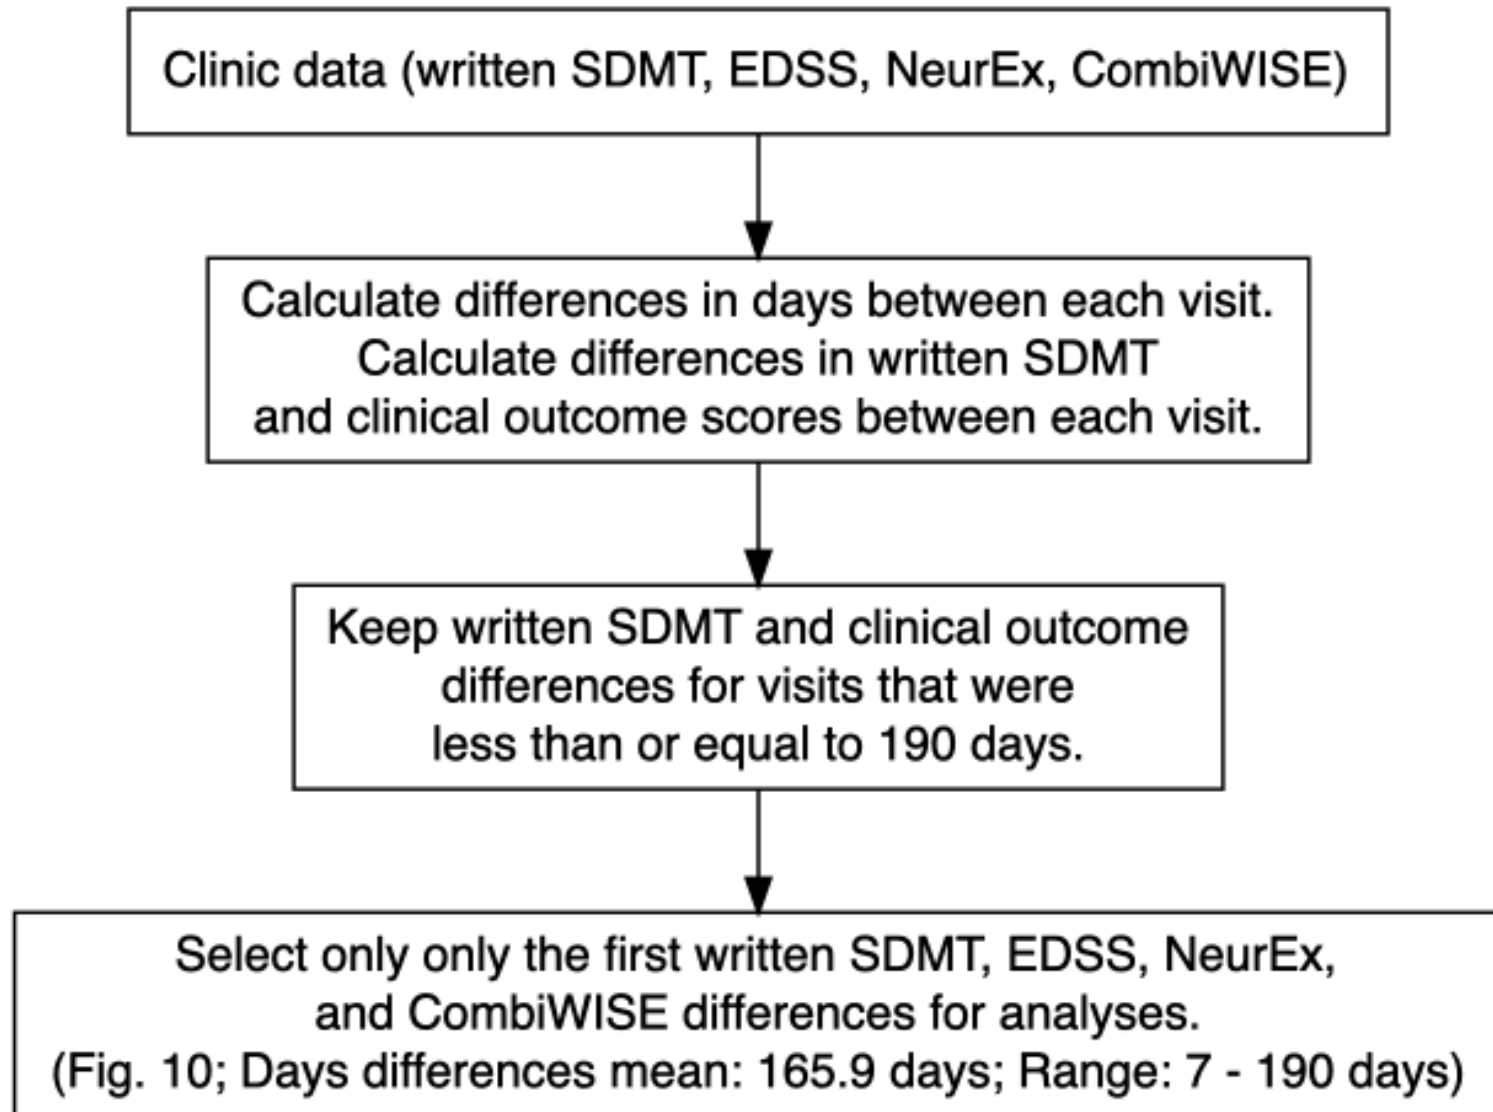 Clinic data (written SDMT, EDSS, NeurEx, CombiWISE)
Calculate differences in days between each visit.
Calculate differences in written SDMT
and clinical outcome scores between each visit.
Keep written SDMT and clinical outcome
differences for visits that were
less than or equal to 190 days.
Select only only the first written SDMT, EDSS, NeurEx,
and CombiWISE differences for analyses.
(Fig. 10; Days differences mean: 165.9 days; Range: 7 - 190 days)